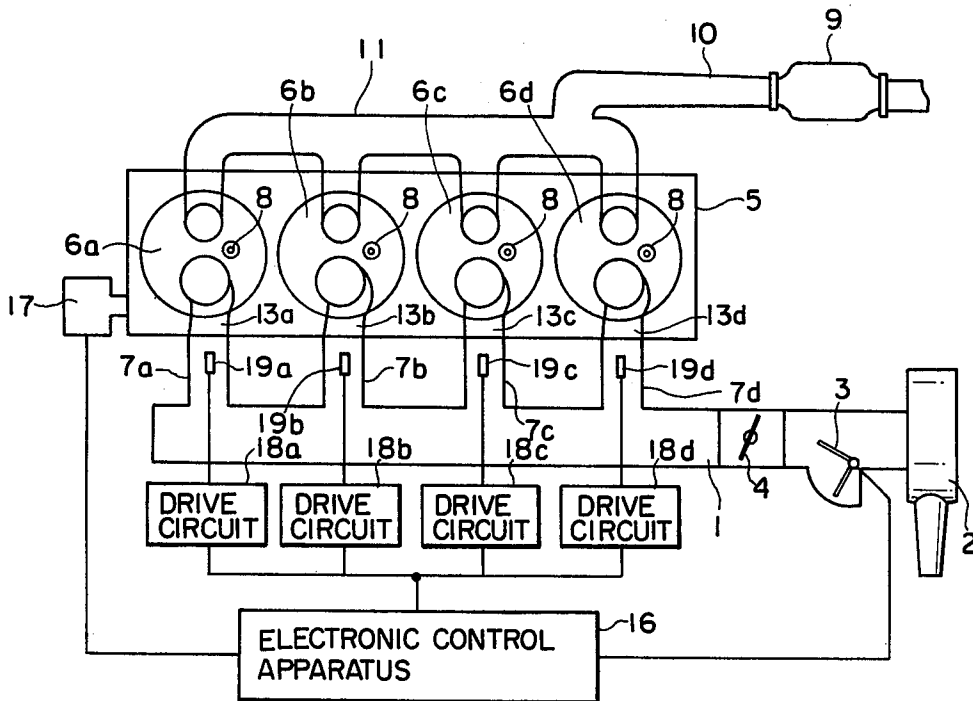 11
10
9
6b
6c
6d
8
8
8
8
5
6a
17
13a
13b
13c
13d
7a
19a
7b
19c
19d
7d
3
19b
7c
18a
18b
18c
18d
4
1
2
DRIVE
CIRCUIT
DRIVE
CIRCUIT
DRIVE
CIRCUIT
DRIVE
CIRCUIT
16
ELECTRONIC CONTROL
APPARATUS